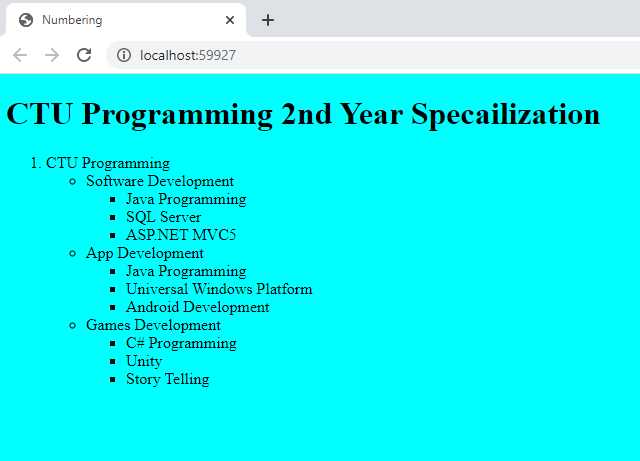 Numbering
localhost:59927
CTU Programming 2nd Year Specailization
1. CTU Programming
Software Development
Java Programming
SQL Server
ASP.NET MVC5
App Development
Java Programming
Universal Windows Platform
Android Development
Games Development
C# Programming
Unity
Story Telling